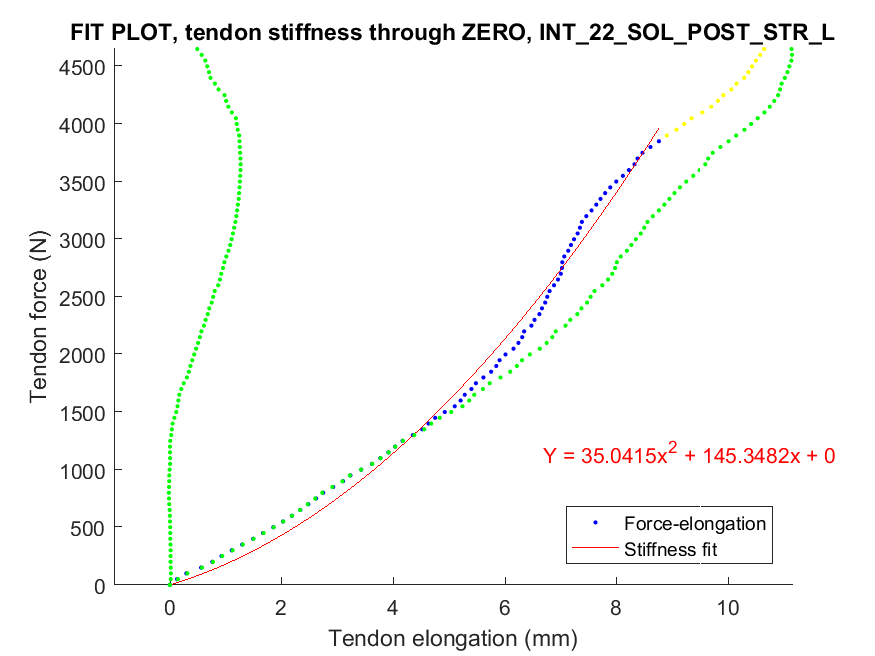 FIT PLOT, tendon stiffness through ZERO, INT_22_SOL_POST_STR_L
4500
4000
3500
3000
2500
2000
1500
1000
500
0
Tendon force (N)
Y = 35.0415x² + 145.3482x + 0
Force-elongation
Stiffness fit
0 2 4 6 8 10
Tendon elongation (mm)